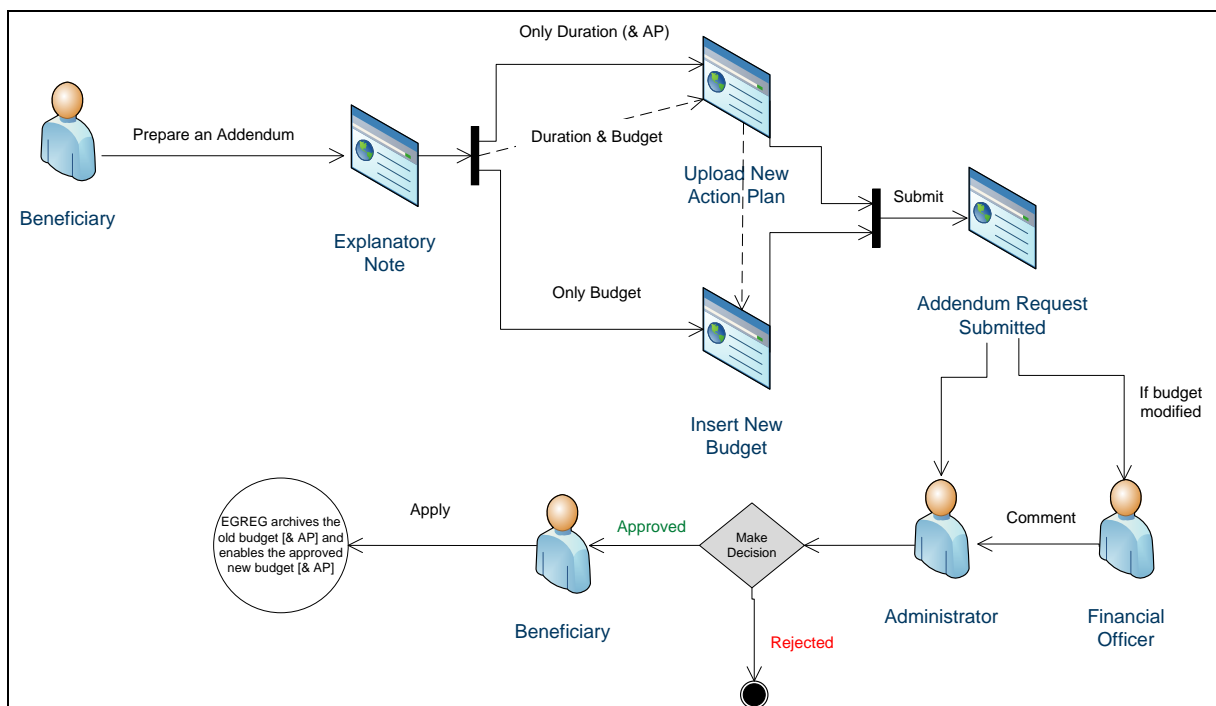 Only Duration (& AP)
Prepare an Addendum
Duration & Budget
Beneficiary
Explanatory
Note
Upload New
Action Plan
Submit
Only Budget
Addendum Request
Submitted
Insert New
Budget
If budget
modified
EGREG archives the
old budget [& AP] and
enables the approved
new budget [& AP]
Apply
Beneficiary
Approved
Make
Decision
Rejected
Administrator
Comment
Financial
Officer